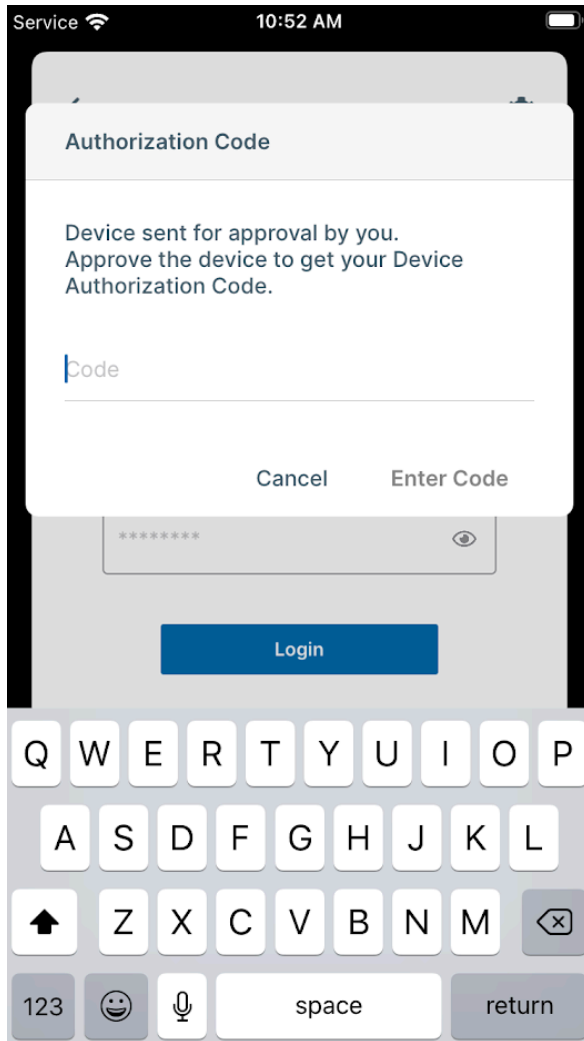 Service 10:52 AM
Authorization Code
Device sent for approval by you.
Approve the device to get your Device
Authorization Code.
Code
Cancel Enter Code
********
Login
Q W E R T Y U I O P
A S D F G H J K L
Z X C V B N M
123 space return